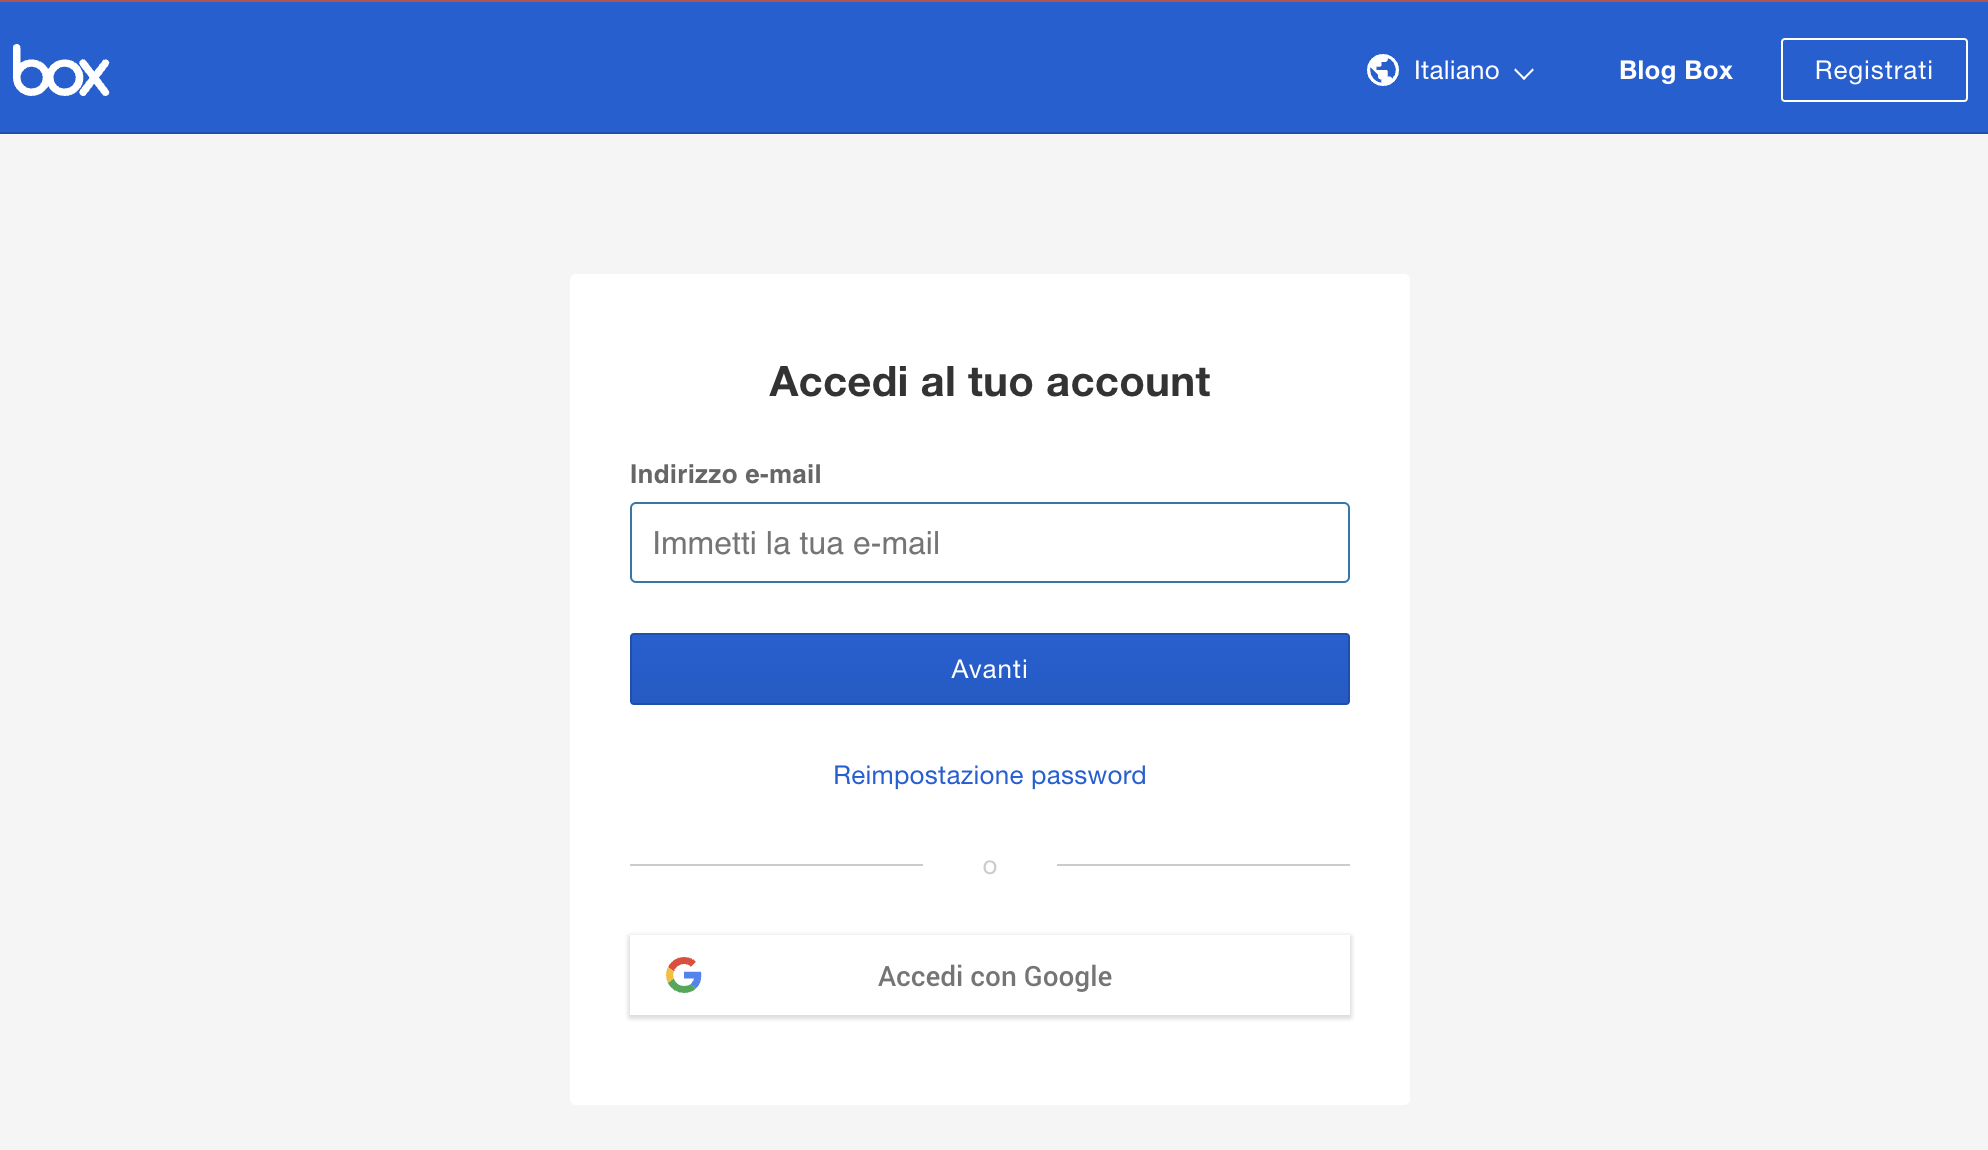 box
Italiano
Blog Box
Registrati
Accedi al tuo account
Indirizzo e-mail
Immetti la tua e-mail
Avanti
Reimpostazione password
o
Accedi con Google